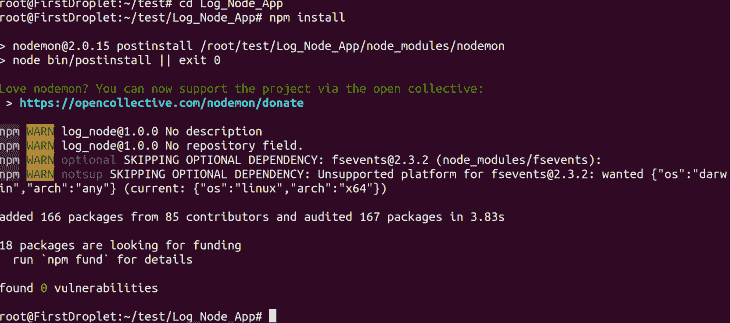 root@FirstDroplet:~/test# cd Log_Node_App
root@FirstDroplet:~/test/Log_Node_App# npm install
> nodemon@2.0.15 postinstall /root/test/Log_Node_App/node_modules/nodemon
> node bin/postinstall || exit 0
Love nodemon? You can now support the project via the open collective:
> https://opencollective.com/nodemon/donate
npm WARN log_node@1.0.0 No description
npm WARN log_node@1.0.0 No repository field.
npm WARN optional SKIPPING OPTIONAL DEPENDENCY: fsevents@2.3.2 (node_modules/fsevents):
npm WARN notsup SKIPPING OPTIONAL DEPENDENCY: Unsupported platform for fsevents@2.3.2: wanted {"os":"darw
in","arch":"any"} (current: {"os":"linux","arch":"x64"})
added 166 packages from 85 contributors and audited 167 packages in 3.83s
18 packages are looking for funding
run `npm fund` for details
found 0 vulnerabilities
root@FirstDroplet:~/test/Log_Node_App#